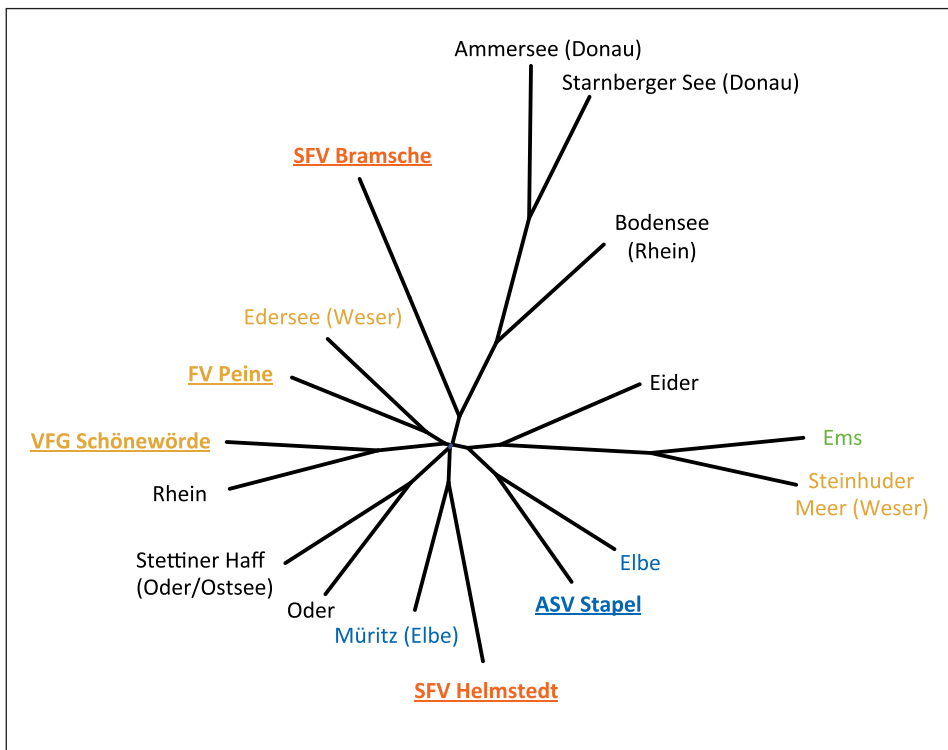 Ammersee (Donau)
Starnberger See (Donau)
SFV Bramsche
Bodensee
(Rhein)
Edersee (Weser)
FV Peine
Eider
VFG Schönewörde
Ems
Rhein
Steinhuder
Meer (Weser)
Stettiner Haff
(Oder/Ostsee)
Elbe
Oder
ASV Stapel
Müritz (Elbe)
SFV Helmstedt